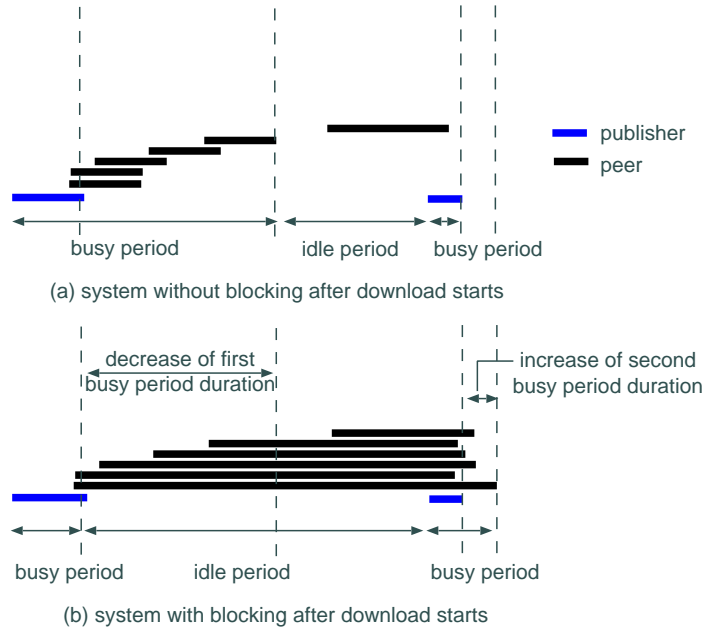 publisher
peer
busy period
idle period
busy period
(a) system without blocking after download starts
decrease of first
busy period duration
increase of second
busy period duration
busy period
idle period
busy period
(b) system with blocking after download starts